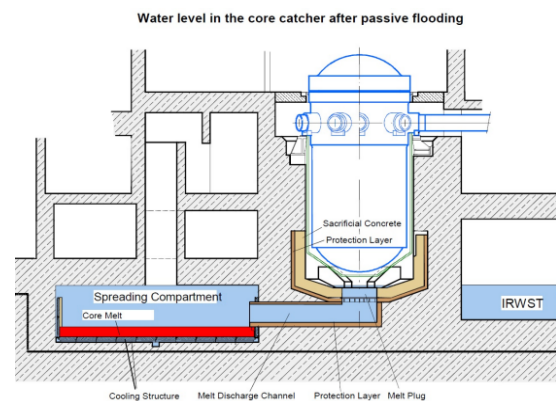 Water level in the core catcher after passive flooding
Sacrificial Concrete
Protection Layer
Spreading Compartment
Core Melt
IRWST
Cooling Structure
Melt Discharge Channel
Protection Layer
Melt Plug